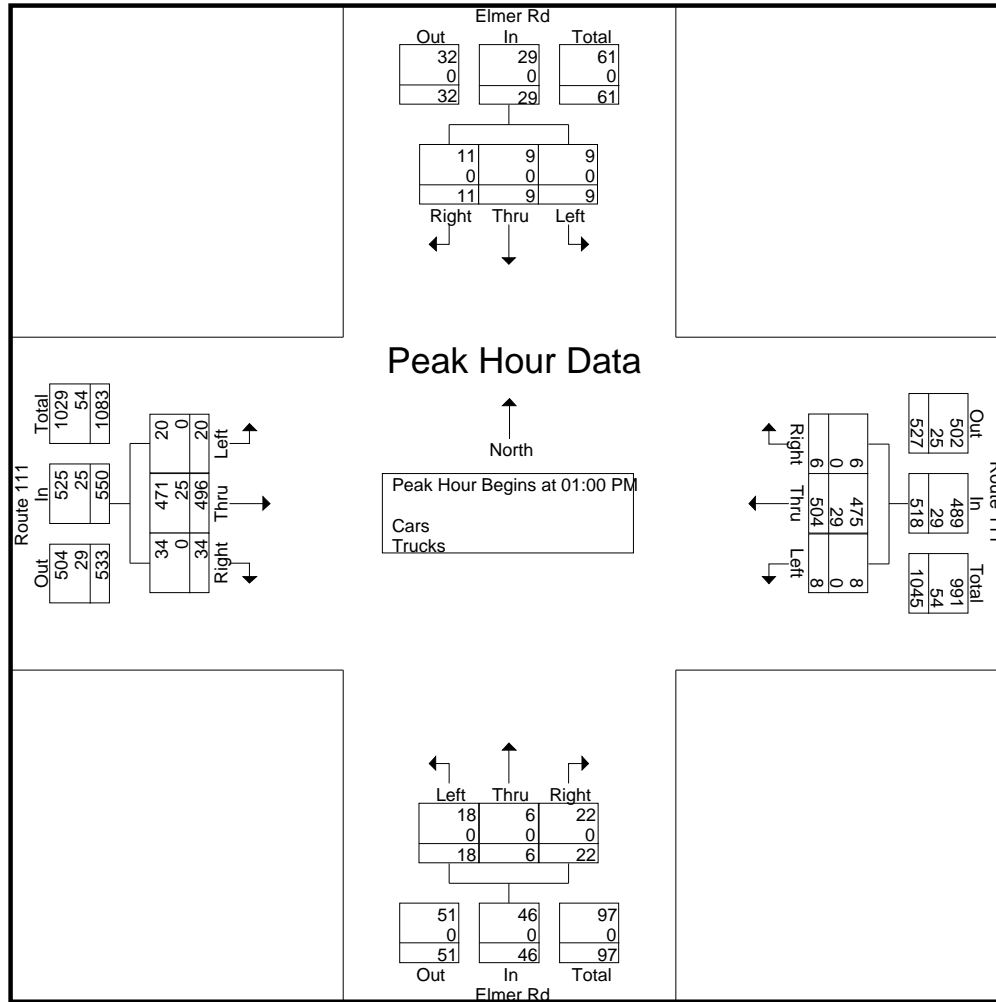 Elmer Rd
Out In Total
32 29 61
0 0 0
32 29 61
11 9 9
0 0 0
11 9 9
Right Thru Left
Peak Hour Data
North
Peak Hour Begins at 01:00 PM
Cars
Trucks
Route 111
Total In Out
1029 525 504
54 25 29
1083 550 533
20 471 34
0 25 0
20 496 34
Left Thru Right
Route 111
Out In Total
502 489 991
25 29 54
527 518 1045
6 475 8
0 29 0
6 504 8
Right Thru Left
Left Thru Right
18 6 22
0 0 0
18 6 22
51 46 97
0 0 0
51 46 97
Out In Total
Elmer Rd